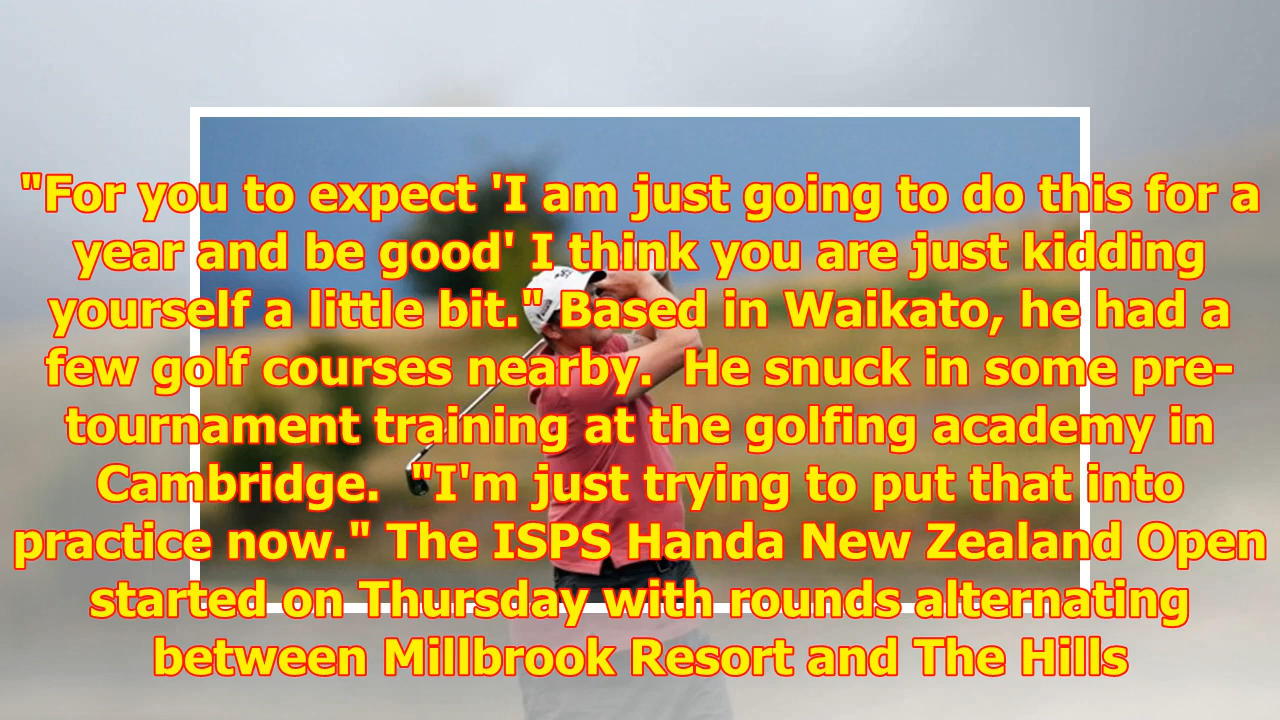 "For you to expect 'I am just going to do this for a
year and be good' I think you are just kidding
yourself a little bit." Based in Waikato, he had a
few golf courses nearby.  He snuck in some pre-
tournament training at the golfing academy in
Cambridge.  "I'm just trying to put that into
practice now." The ISPS Handa New Zealand Open
started on Thursday with rounds alternating
between Millbrook Resort and The Hills